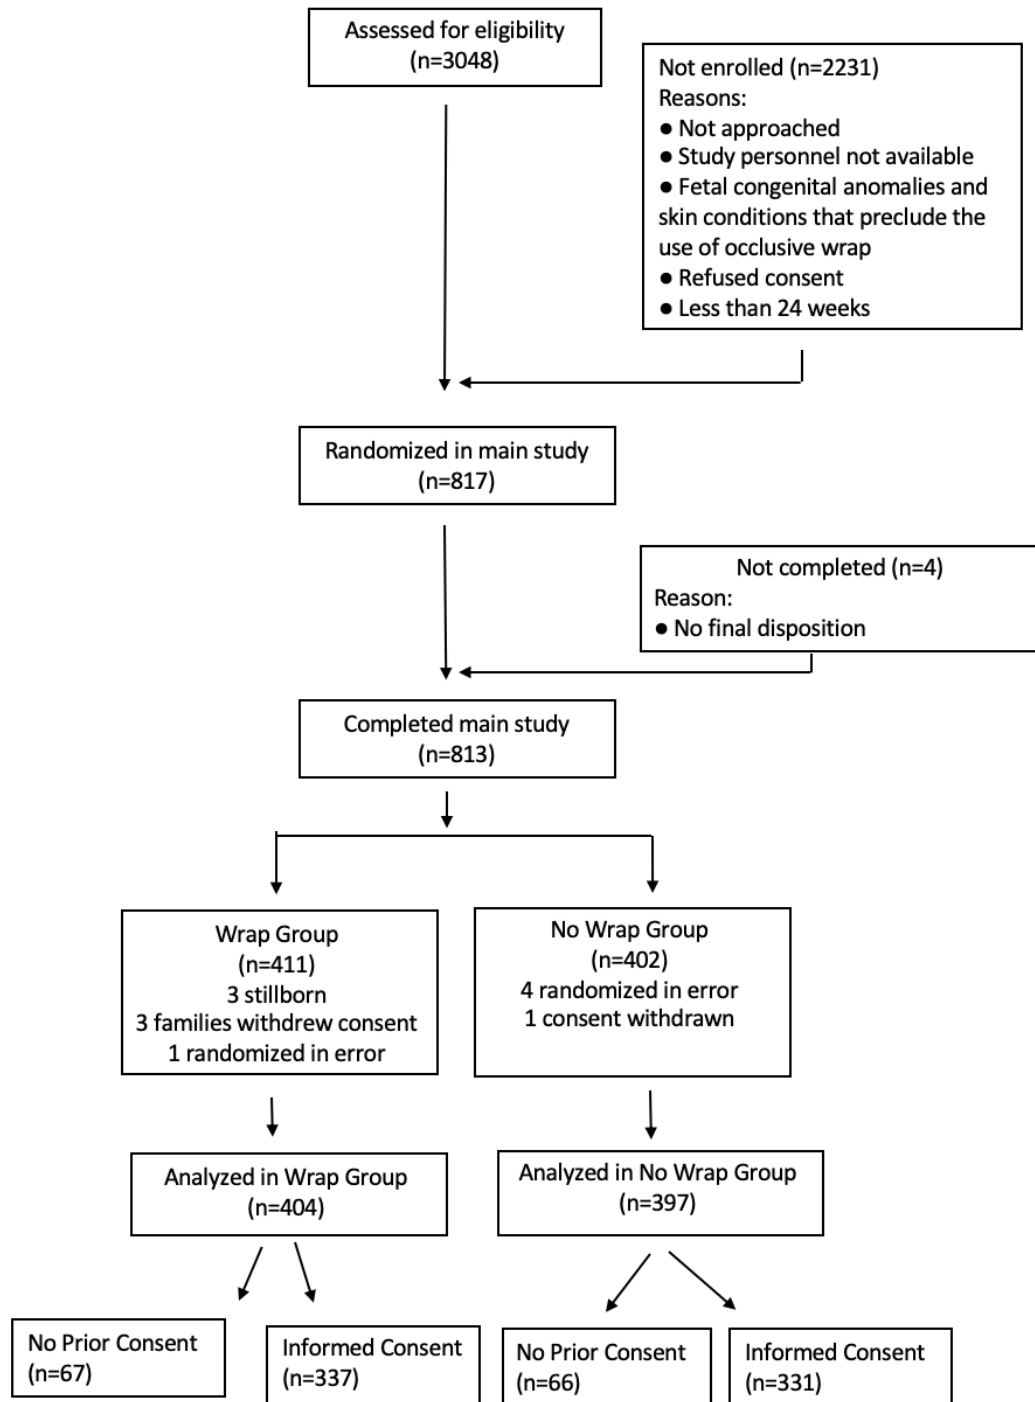 Assessed for eligibility
(n=3048)
Not enrolled (n=2231)
Reasons:
● Not approached
● Study personnel not available
● Fetal congenital anomalies and
skin conditions that preclude the
use of occlusive wrap
● Refused consent
● Less than 24 weeks
Randomized in main study
(n=817)
Not completed (n=4)
Reason:
● No final disposition
Completed main study
(n=813)
Wrap Group
(n=411)
3 stillborn
3 families withdrew consent
1 randomized in error
No Wrap Group
(n=402)
4 randomized in error
1 consent withdrawn
Analyzed in Wrap Group
(n=404)
Analyzed in No Wrap Group
(n=397)
No Prior Consent
(n=67)
Informed Consent
(n=337)
No Prior Consent
(n=66)
Informed Consent
(n=331)